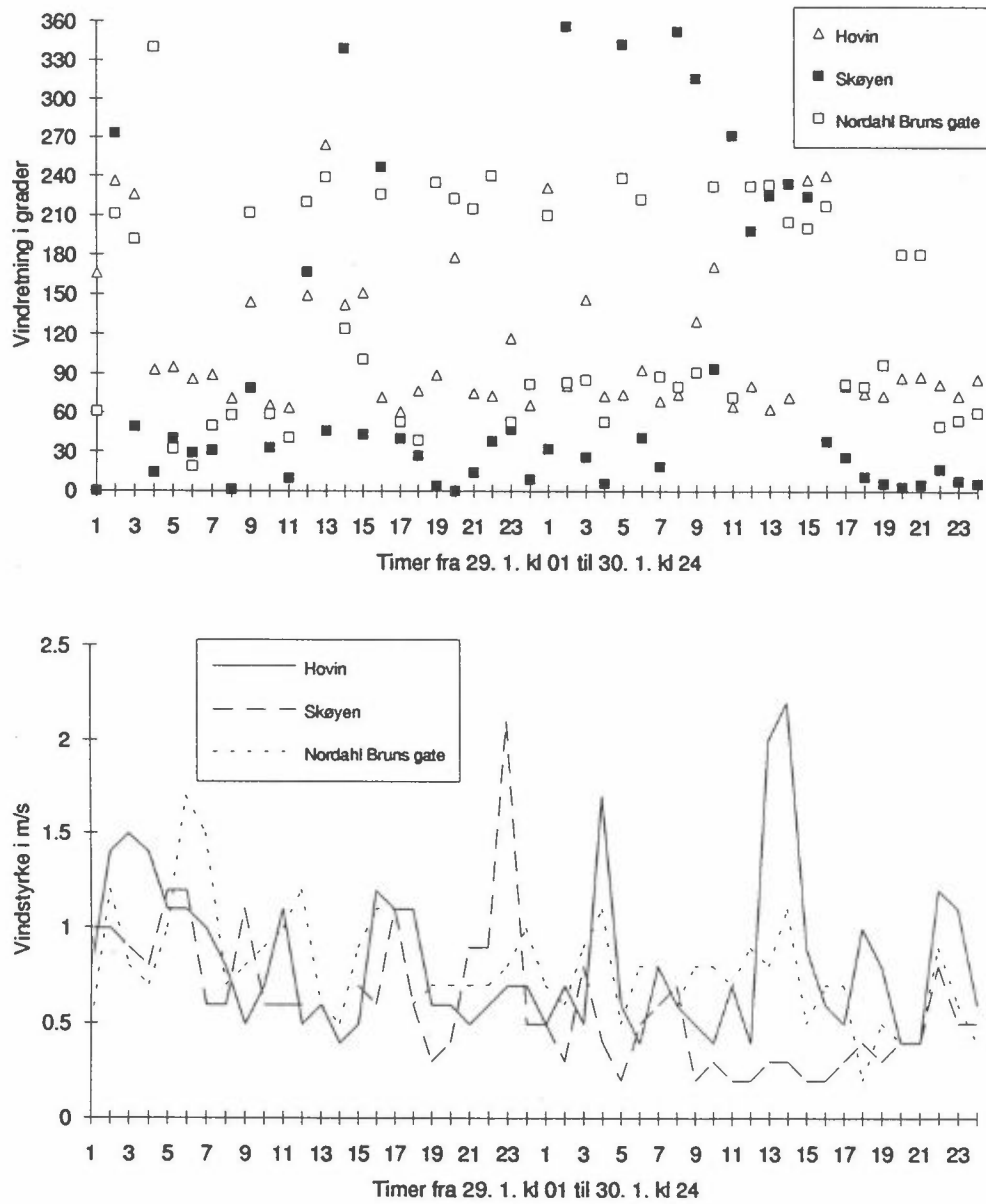 360
330
300
270
240
210
180
150
120
90
60
30
0
Vindretning i grader
Hovin
Skøyen
Nordahl Bruns gate
1 3 5 7 9 11 13 15 17 19 21 23 1 3 5 7 9 11 13 15 17 19 21 23
Timer fra 29. 1. kl 01 til 30. 1. kl 24
2.5
2
1.5
1
0.5
0
Vindstyrke i m/s
Hovin
Skøyen
Nordahl Bruns gate
1 3 5 7 9 11 13 15 17 19 21 23 1 3 5 7 9 11 13 15 17 19 21 23
Timer fra 29. 1. kl 01 til 30. 1. kl 24